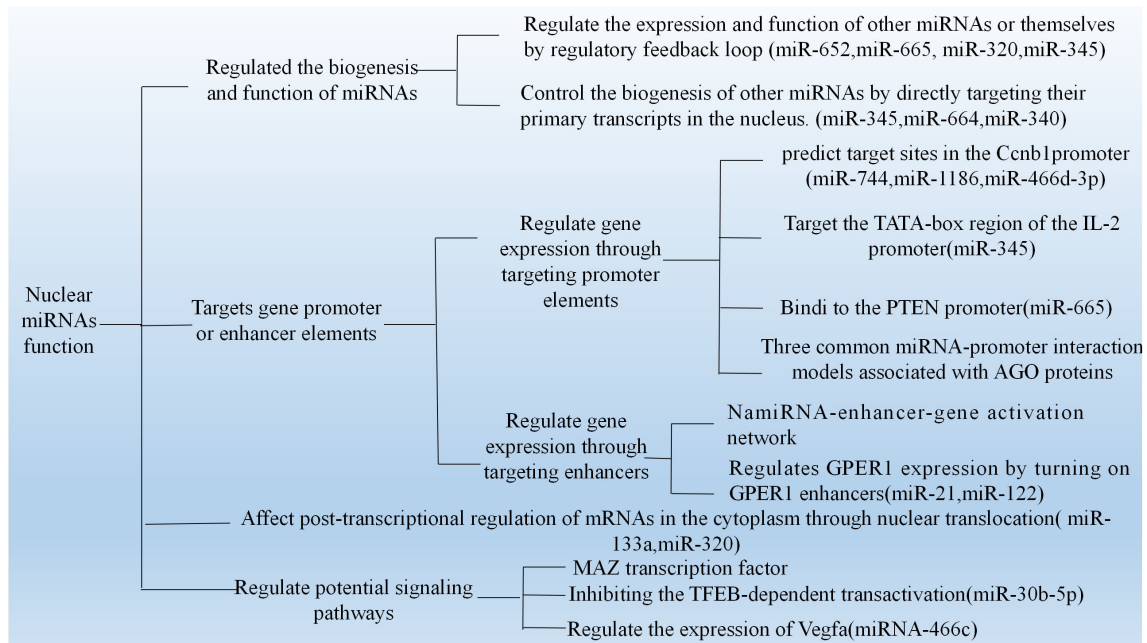 Regulate the expression and function of other miRNAs or themselves
by regulatory feedback loop (miR-652,miR-665, miR-320,miR-345)
Regulated the biogenesis
and function of miRNAs
Control the biogenesis of other miRNAs by directly targeting their
primary transcripts in the nucleus. (miR-345,miR-664,miR-340)
predict target sites in the Ccnb1promoter
(miR-744,miR-1186,miR-466d-3p)
Regulate gene
expression through
targeting promoter
elements
Target the TATA-box region of the IL-2
promoter(miR-345)
Nuclear
miRNAs
function
Targets gene promoter
or enhancer elements
Bindi to the PTEN promoter(miR-665)
Three common miRNA-promoter interaction
models associated with AGO proteins
Regulate gene
expression through
targeting enhancers
NamiRNA-enhancer-gene activation
network
Regulates GPER1 expression by turning on
GPER1 enhancers(miR-21,miR-122)
Affect post-transcriptional regulation of mRNAs in the cytoplasm through nuclear translocation( miR-
133a,miR-320)
Regulate potential signaling
pathways
MAZ transcription factor
Inhibiting the TFEB-dependent transactivation(miR-30b-5p)
Regulate the expression of Vegfa(miRNA-466c)